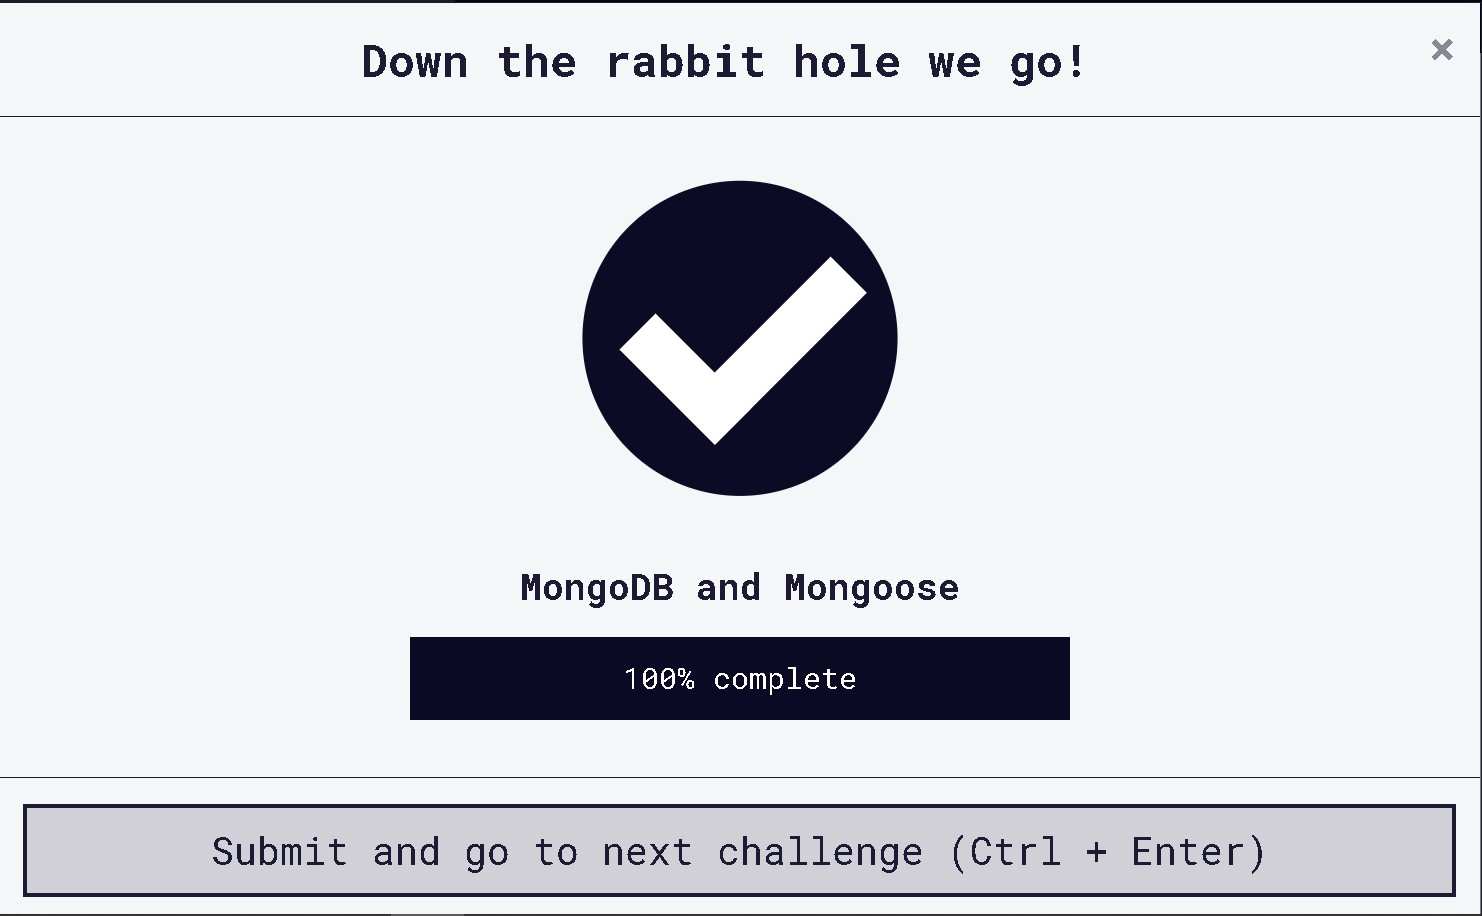 Down the rabbit hole we go!
×
MongoDB and Mongoose
100% complete
Submit and go to next challenge (Ctrl + Enter)